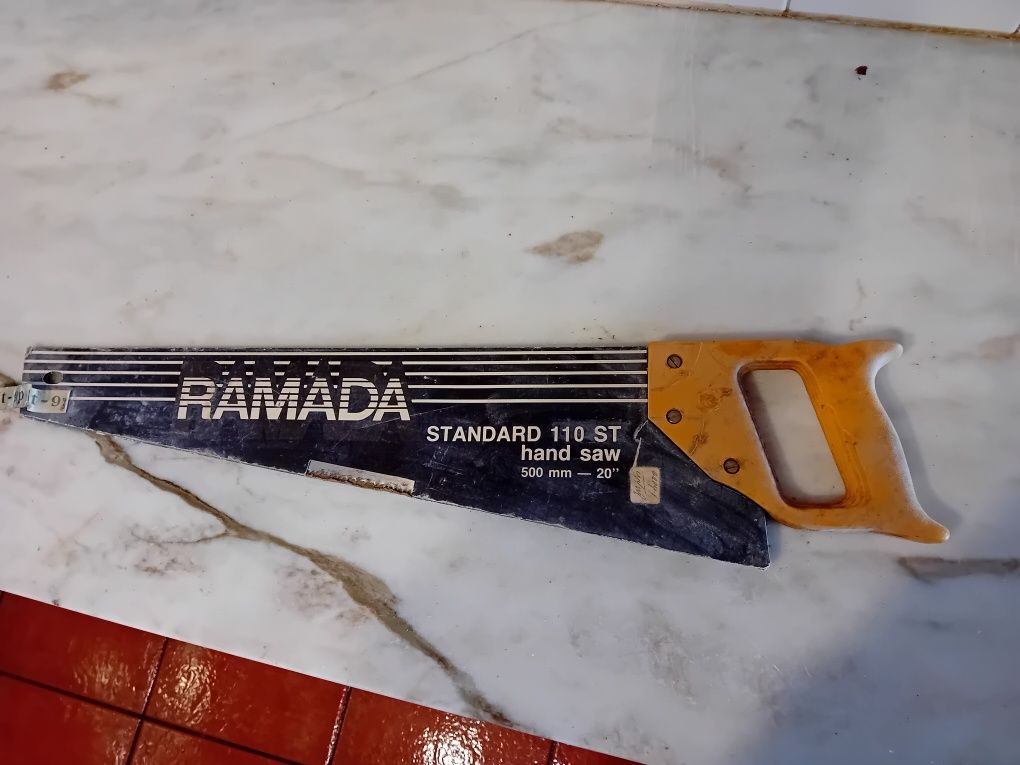 RAMADA
STANDARD 110 ST
hand saw
500 mm — 20”